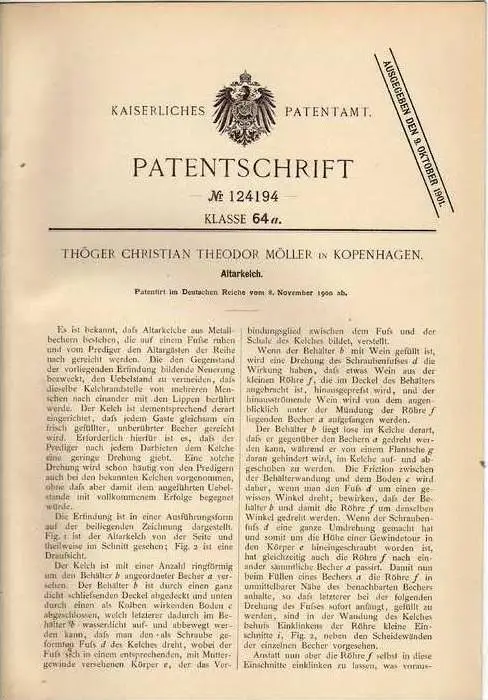 KAISERLICHES PATENTAMT.
AUSGEGEBEN DEN 9. OKTOBER 1901.
PATENTSCHRIFT
— № 124194 —
KLASSE 64a.
THÖGER CHRISTIAN THEODOR MÖLLER IN KOPENHAGEN.
Altarkelch.
Patentirt im Deutschen Reiche vom 8. November 1900 ab.
Es ist bekannt, daſs Altarkelche aus Metall-
bechern bestehen, die auf einem Fuſse ruhen
und vom Prediger den Altargästen der Reihe
nach gereicht werden. Die den Gegenstand
der vorliegenden Erfindung bildende Neuerung
bezweckt, den Uebelstand zu vermeiden, daſs
dieselbe Kelchrandstelle von mehreren Men-
schen nach einander mit den Lippen berührt
werde. Der Kelch ist dementsprechend derart
eingerichtet, daſs jedem Gaste gleichsam ein
frisch gefüllter, unberührter Becher gereicht
wird. Erforderlich hierfür ist es, daſs der
Prediger nach jedem Darbieten dem Kelche
eine geringe Drehung giebt. Eine solche
Drehung wird schon häufig von den Predigern
auch bei den bekannten Kelchen vorgenommen,
ohne daſs aber damit dem angeführten Uebel-
stande mit vollkommenem Erfolge begegnet
würde.
Die Erfindung ist in einer Ausführungsform
auf der beiliegenden Zeichnung dargestellt.
Fig. 1 ist der Altarkelch von der Seite und
theilweise im Schnitt gesehen; Fig. 2 ist eine
Draufsicht.
Der Kelch ist mit einer Anzahl ringförmig
um den Behälter b angeordneter Becher a ver-
sehen. Der Behälter b ist durch einen ganz
dicht schlieſsenden Deckel abgedeckt und unten
durch einen als Kolben wirkenden Boden c
abgeschlossen, welch letzterer dadurch im Be-
hälter b wasserdicht auf- und abbewegt wer-
den kann, daſs man den als Schraube ge-
formten Fuſs d des Kelches dreht, wobei der
Fuſs sich in einem entsprechenden, mit Mutter-
gewinde versehenen Körper e, der das Ver-
bindungsglied zwischen dem Fuſs und der
Schale des Kelches bildet, verstellt.
Wenn der Behälter b mit Wein gefüllt ist,
wird eine Drehung des Schraubenfuſses d die
Wirkung haben, daſs etwas Wein aus der
kleinen Röhre f, die im Deckel des Behälters
angebracht ist, hinausgepreſst wird, und der
hinausströmende Wein wird von dem augen-
blicklich unter der Mündung der Röhre f
liegenden Becher a aufgefangen werden.
Der Behälter b liegt lose im Kelche derart,
daſs er gegenüber den Bechern a gedreht wer-
den kann, während er von einem Flantsche g
daran gehindert wird, im Kelche auf- und ab-
geschoben zu werden. Die Friction zwischen
der Behälterwandung und dem Boden c wird
daher, wenn man den Fuſs d um einen ge-
wissen Winkel dreht, bewirken, daſs der Be-
hälter b und damit die Röhre f um denselben
Winkel gedreht werden. Wenn der Schrauben-
fuſs d eine ganze Umdrehung gemacht hat
und somit um die Höhe einer Gewindetour in
den Körper e hineingeschraubt worden ist,
hat gleichzeitig auch die Röhre f nach ein-
ander sämmtliche Becher a passirt. Damit nun
beim Füllen eines Bechers a die Röhre f in
unmittelbarer Nähe des benachbarten Bechers
anhalte, so daſs letzterer bei der folgenden
Drehung des Fuſses sofort anfängt, gefüllt zu
werden, sind in der Wandung des Kelches
behufs Einklinkens der Röhre kleine Ein-
schnitte i, Fig. 2, neben den Scheidewänden
der einzelnen Becher vorgesehen.
Anstatt nun aber die Röhre f selbst in diese
Einschnitte einklinken zu lassen, was voraus-